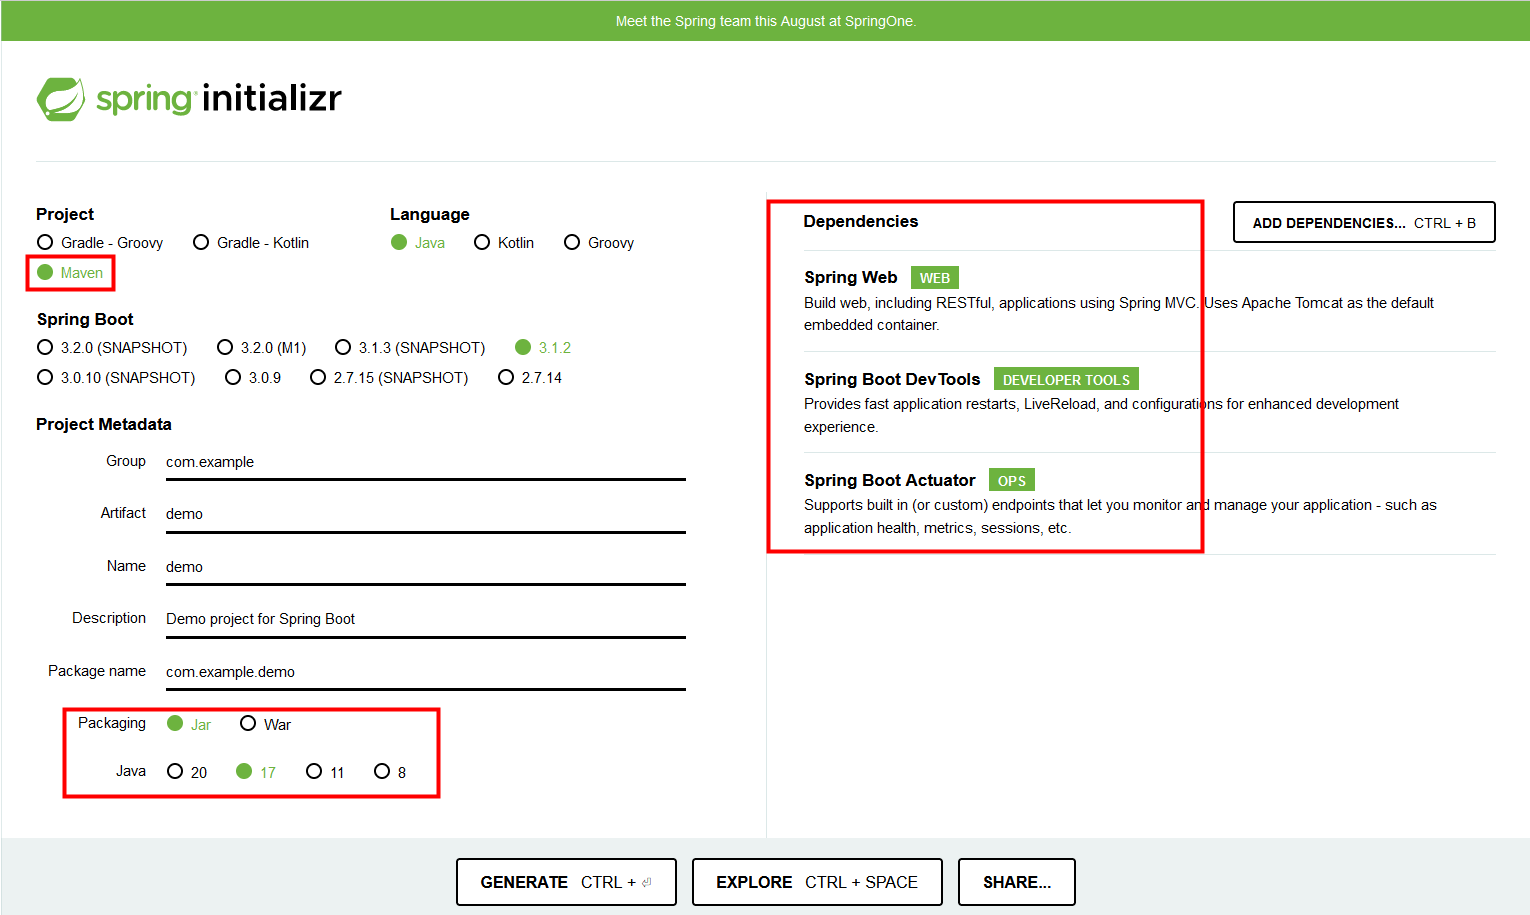 Meet the Spring team this August at SpringOne.
spring initializr
Project
Gradle - Groovy Gradle - Kotlin
Maven
Language
Java Kotlin Groovy
Spring Boot
3.2.0 (SNAPSHOT) 3.2.0 (M1) 3.1.3 (SNAPSHOT) 3.1.2
3.0.10 (SNAPSHOT) 3.0.9 2.7.15 (SNAPSHOT) 2.7.14
Project Metadata
Group com.example
Artifact demo
Name demo
Description Demo project for Spring Boot
Package name com.example.demo
Packaging Jar War
Java 20 17 11 8
Dependencies
ADD DEPENDENCIES... CTRL + B
Spring Web WEB
Build web, including RESTful, applications using Spring MVC. Uses Apache Tomcat as the default
embedded container.
Spring Boot DevTools DEVELOPER TOOLS
Provides fast application restarts, LiveReload, and configurations for enhanced development
experience.
Spring Boot Actuator OPS
Supports built in (or custom) endpoints that let you monitor and manage your application - such as
application health, metrics, sessions, etc.
GENERATE CTRL + ⏎
EXPLORE CTRL + SPACE
SHARE...